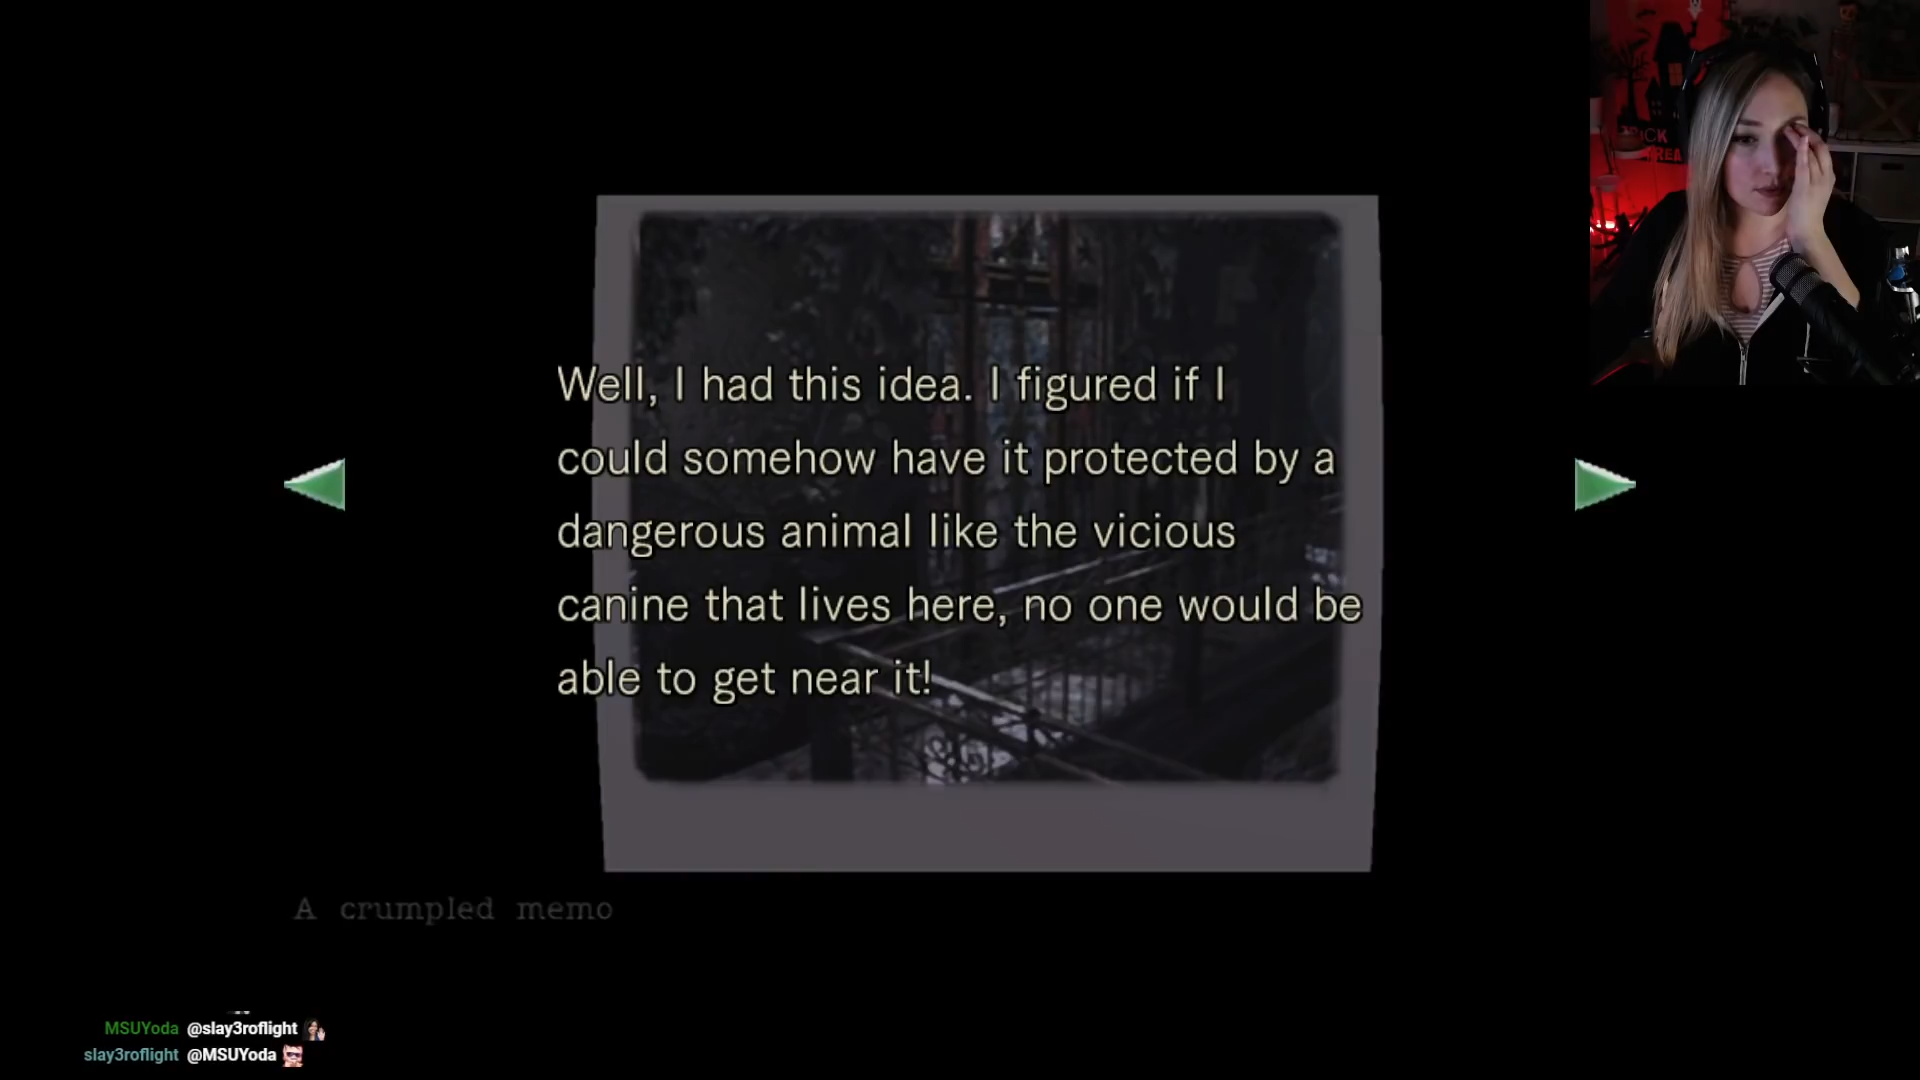 Well, I had this idea. I figured if I
could somehow have it protected by a
dangerous animal like the vicious
canine that lives here, no one would be
able to get near it!
A crumpled memo
MSUYoda @slay3roflight
slay3roflight @MSUYoda